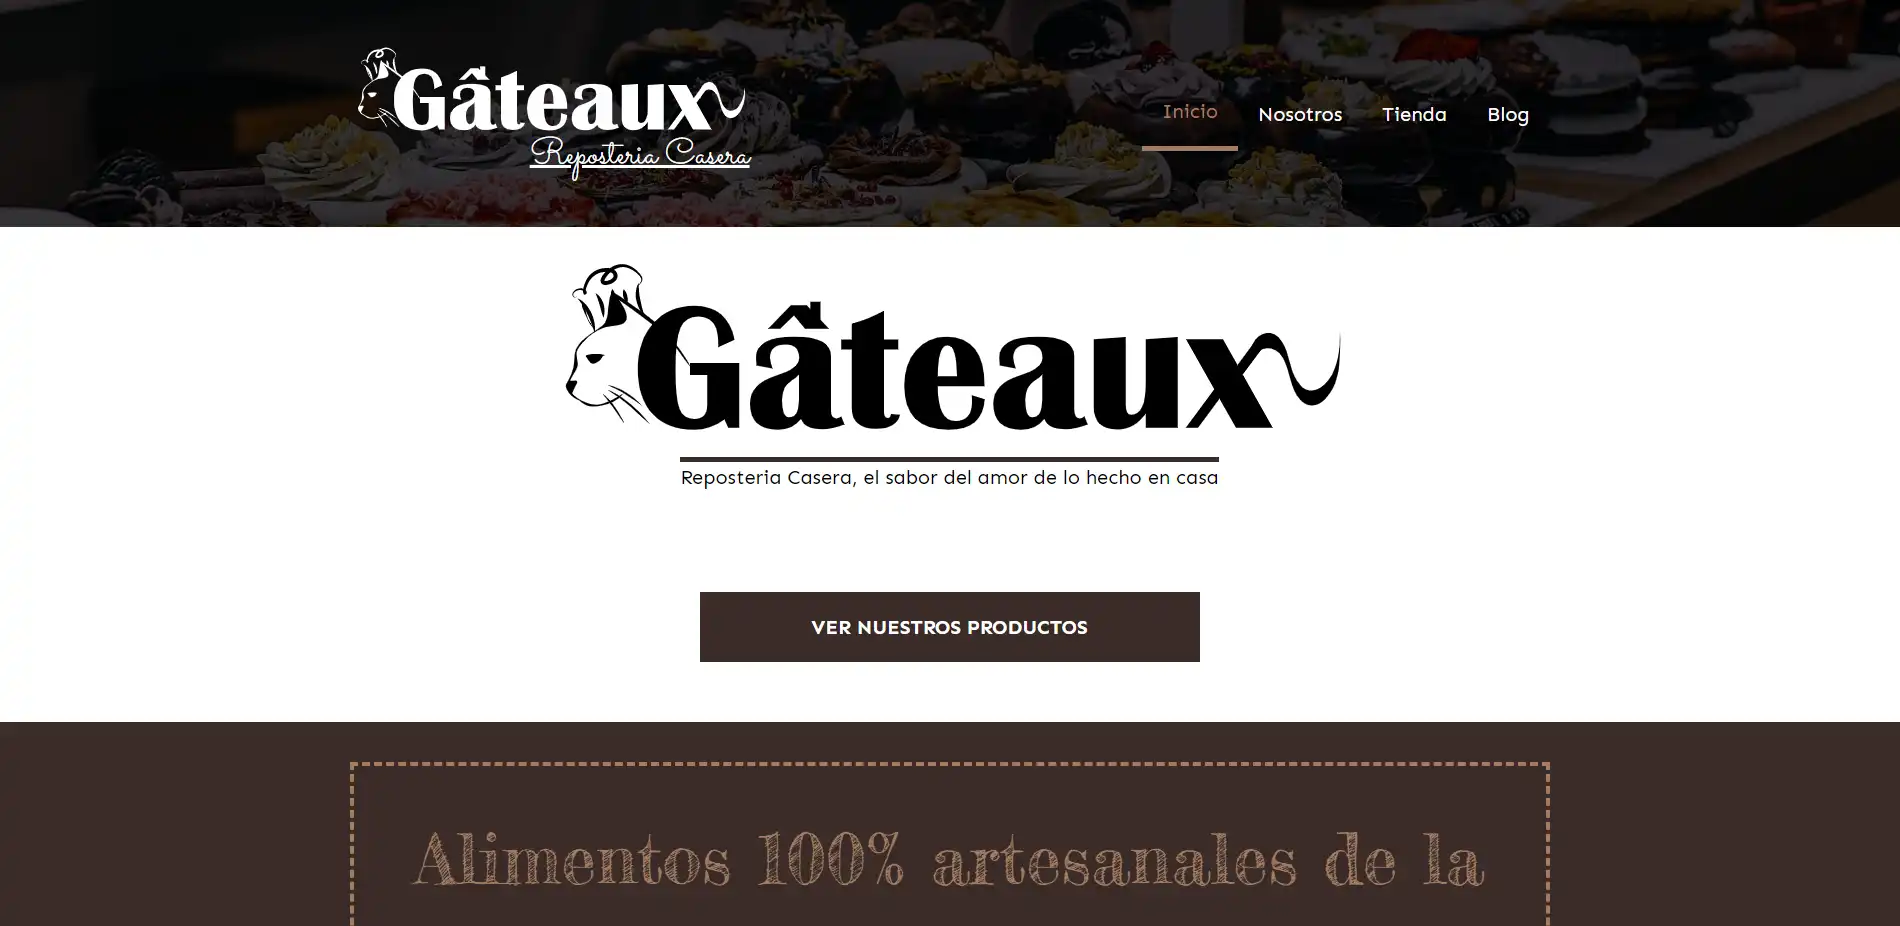 Gâteaux
Reposteria Casera
Inicio Nosotros Tienda Blog
Gâteaux
Reposteria Casera, el sabor del amor de lo hecho en casa
VER NUESTROS PRODUCTOS
Alimentos 100% artesanales de la